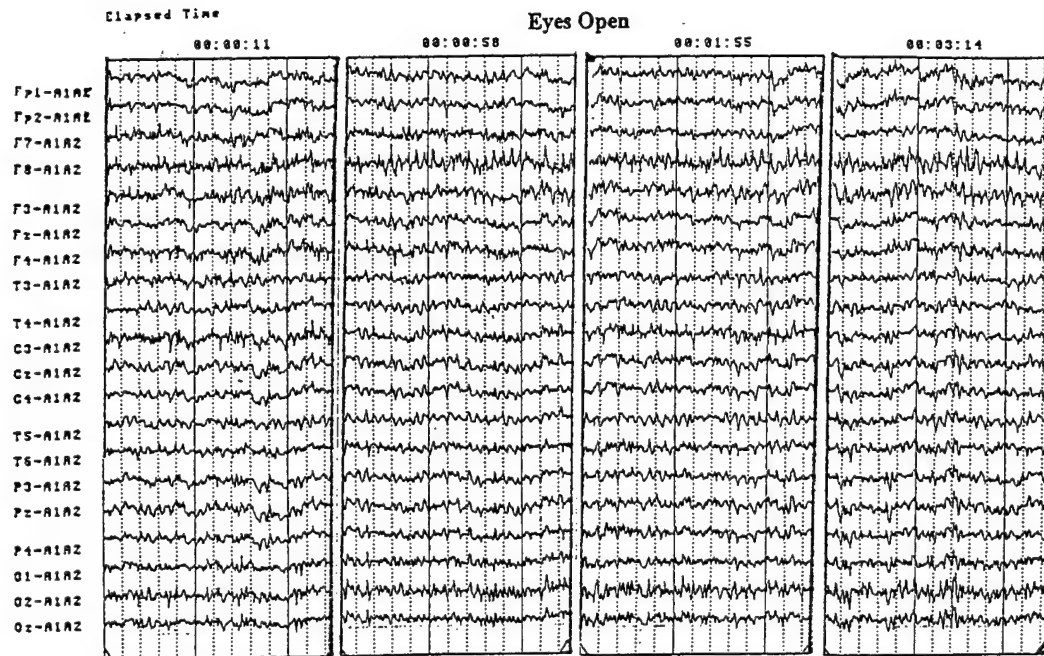 Elapsed Time
Eyes Open
00:00:11 00:00:58 00:01:55 00:03:14
Fp1-A1AE
Fp2-A1AE
F7-A1A2
F8-A1A2
F3-A1A2
Fz-A1A2
F4-A1A2
T3-A1A2
T4-A1A2
C3-A1A2
Cz-A1A2
C4-A1A2
T5-A1A2
T6-A1A2
P3-A1A2
Pz-A1A2
P4-A1A2
O1-A1A2
O2-A1A2
Oz-A1A2